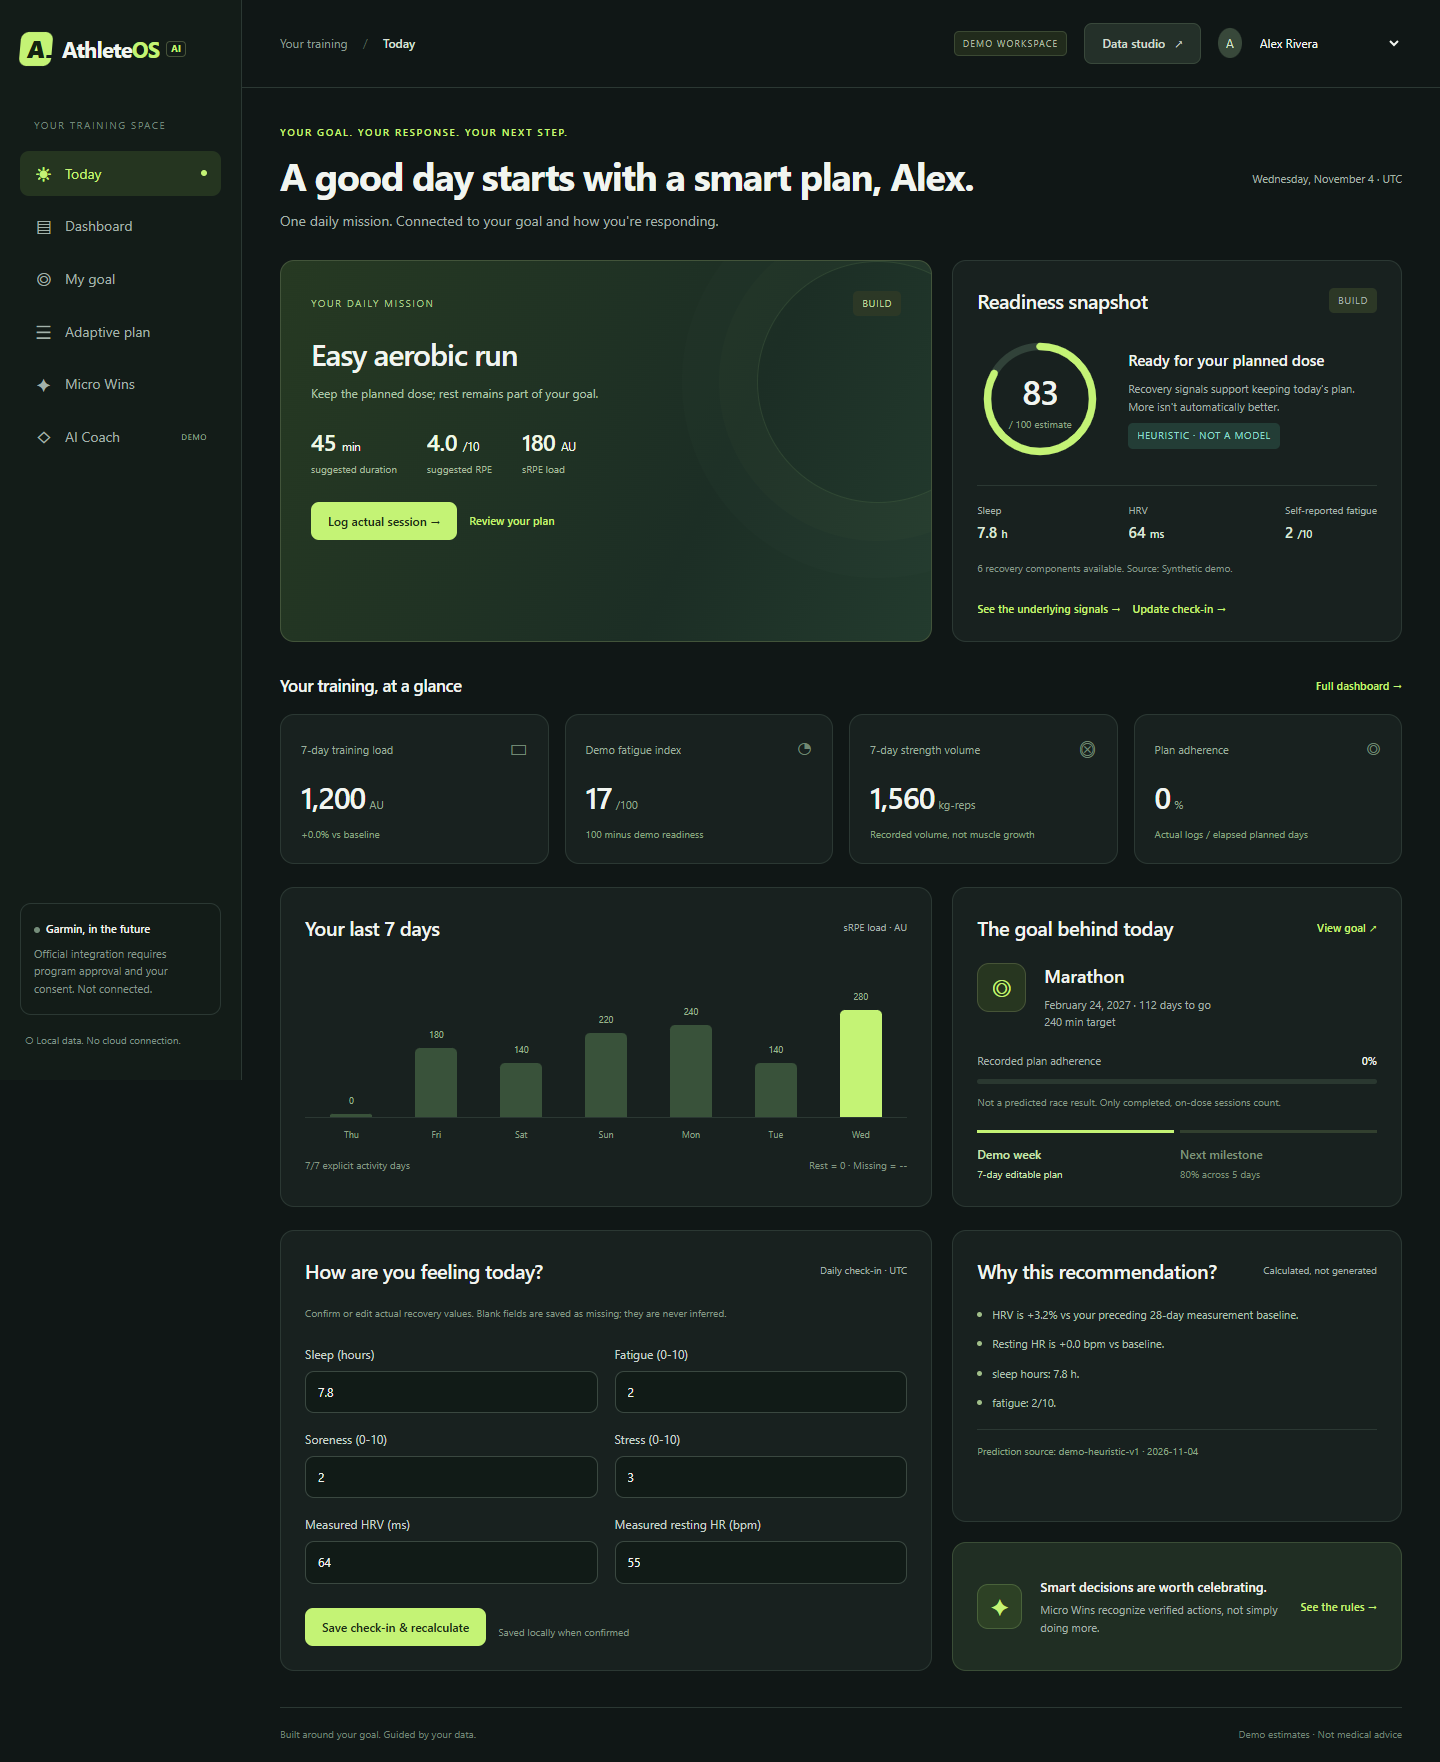 A AthleteOS AI
YOUR TRAINING SPACE
Today
Dashboard
My goal
Adaptive plan
Micro Wins
AI Coach DEMO
Garmin, in the future
Official integration requires
program approval and your
consent. Not connected.
Local data. No cloud connection.
Your training / Today
DEMO WORKSPACE
Data studio ↗
A Alex Rivera
YOUR GOAL. YOUR RESPONSE. YOUR NEXT STEP.
A good day starts with a smart plan, Alex.
Wednesday, November 4 · UTC
One daily mission. Connected to your goal and how you're responding.
YOUR DAILY MISSION BUILD
Easy aerobic run
Keep the planned dose; rest remains part of your goal.
45 min 4.0 /10 180 AU
suggested duration suggested RPE sRPE load
Log actual session → Review your plan
Readiness snapshot BUILD
83
/ 100 estimate
Ready for your planned dose
Recovery signals support keeping today's plan.
More isn't automatically better.
HEURISTIC · NOT A MODEL
Sleep HRV Self-reported fatigue
7.8 h 64 ms 2 /10
6 recovery components available. Source: Synthetic demo.
See the underlying signals → Update check-in →
Your training, at a glance Full dashboard →
7-day training load
1,200 AU
+0.0% vs baseline
Demo fatigue index
17 /100
100 minus demo readiness
7-day strength volume
1,560 kg-reps
Recorded volume, not muscle growth
Plan adherence
0 %
Actual logs / elapsed planned days
Your last 7 days sRPE load · AU
0 180 140 220 240 140 280
Thu Fri Sat Sun Mon Tue Wed
7/7 explicit activity days Rest = 0 · Missing = --
The goal behind today View goal ↗
Marathon
February 24, 2027 · 112 days to go
240 min target
Recorded plan adherence 0%
Not a predicted race result. Only completed, on-dose sessions count.
Demo week Next milestone
7-day editable plan 80% across 5 days
How are you feeling today? Daily check-in · UTC
Confirm or edit actual recovery values. Blank fields are saved as missing; they are never inferred.
Sleep (hours) Fatigue (0-10)
7.8 2
Soreness (0-10) Stress (0-10)
2 3
Measured HRV (ms) Measured resting HR (bpm)
64 55
Save check-in & recalculate Saved locally when confirmed
Why this recommendation? Calculated, not generated
HRV is +3.2% vs your preceding 28-day measurement baseline.
Resting HR is +0.0 bpm vs baseline.
sleep hours: 7.8 h.
fatigue: 2/10.
Prediction source: demo-heuristic-v1 · 2026-11-04
Smart decisions are worth celebrating.
Micro Wins recognize verified actions, not simply
doing more.
See the rules →
Built around your goal. Guided by your data.
Demo estimates · Not medical advice